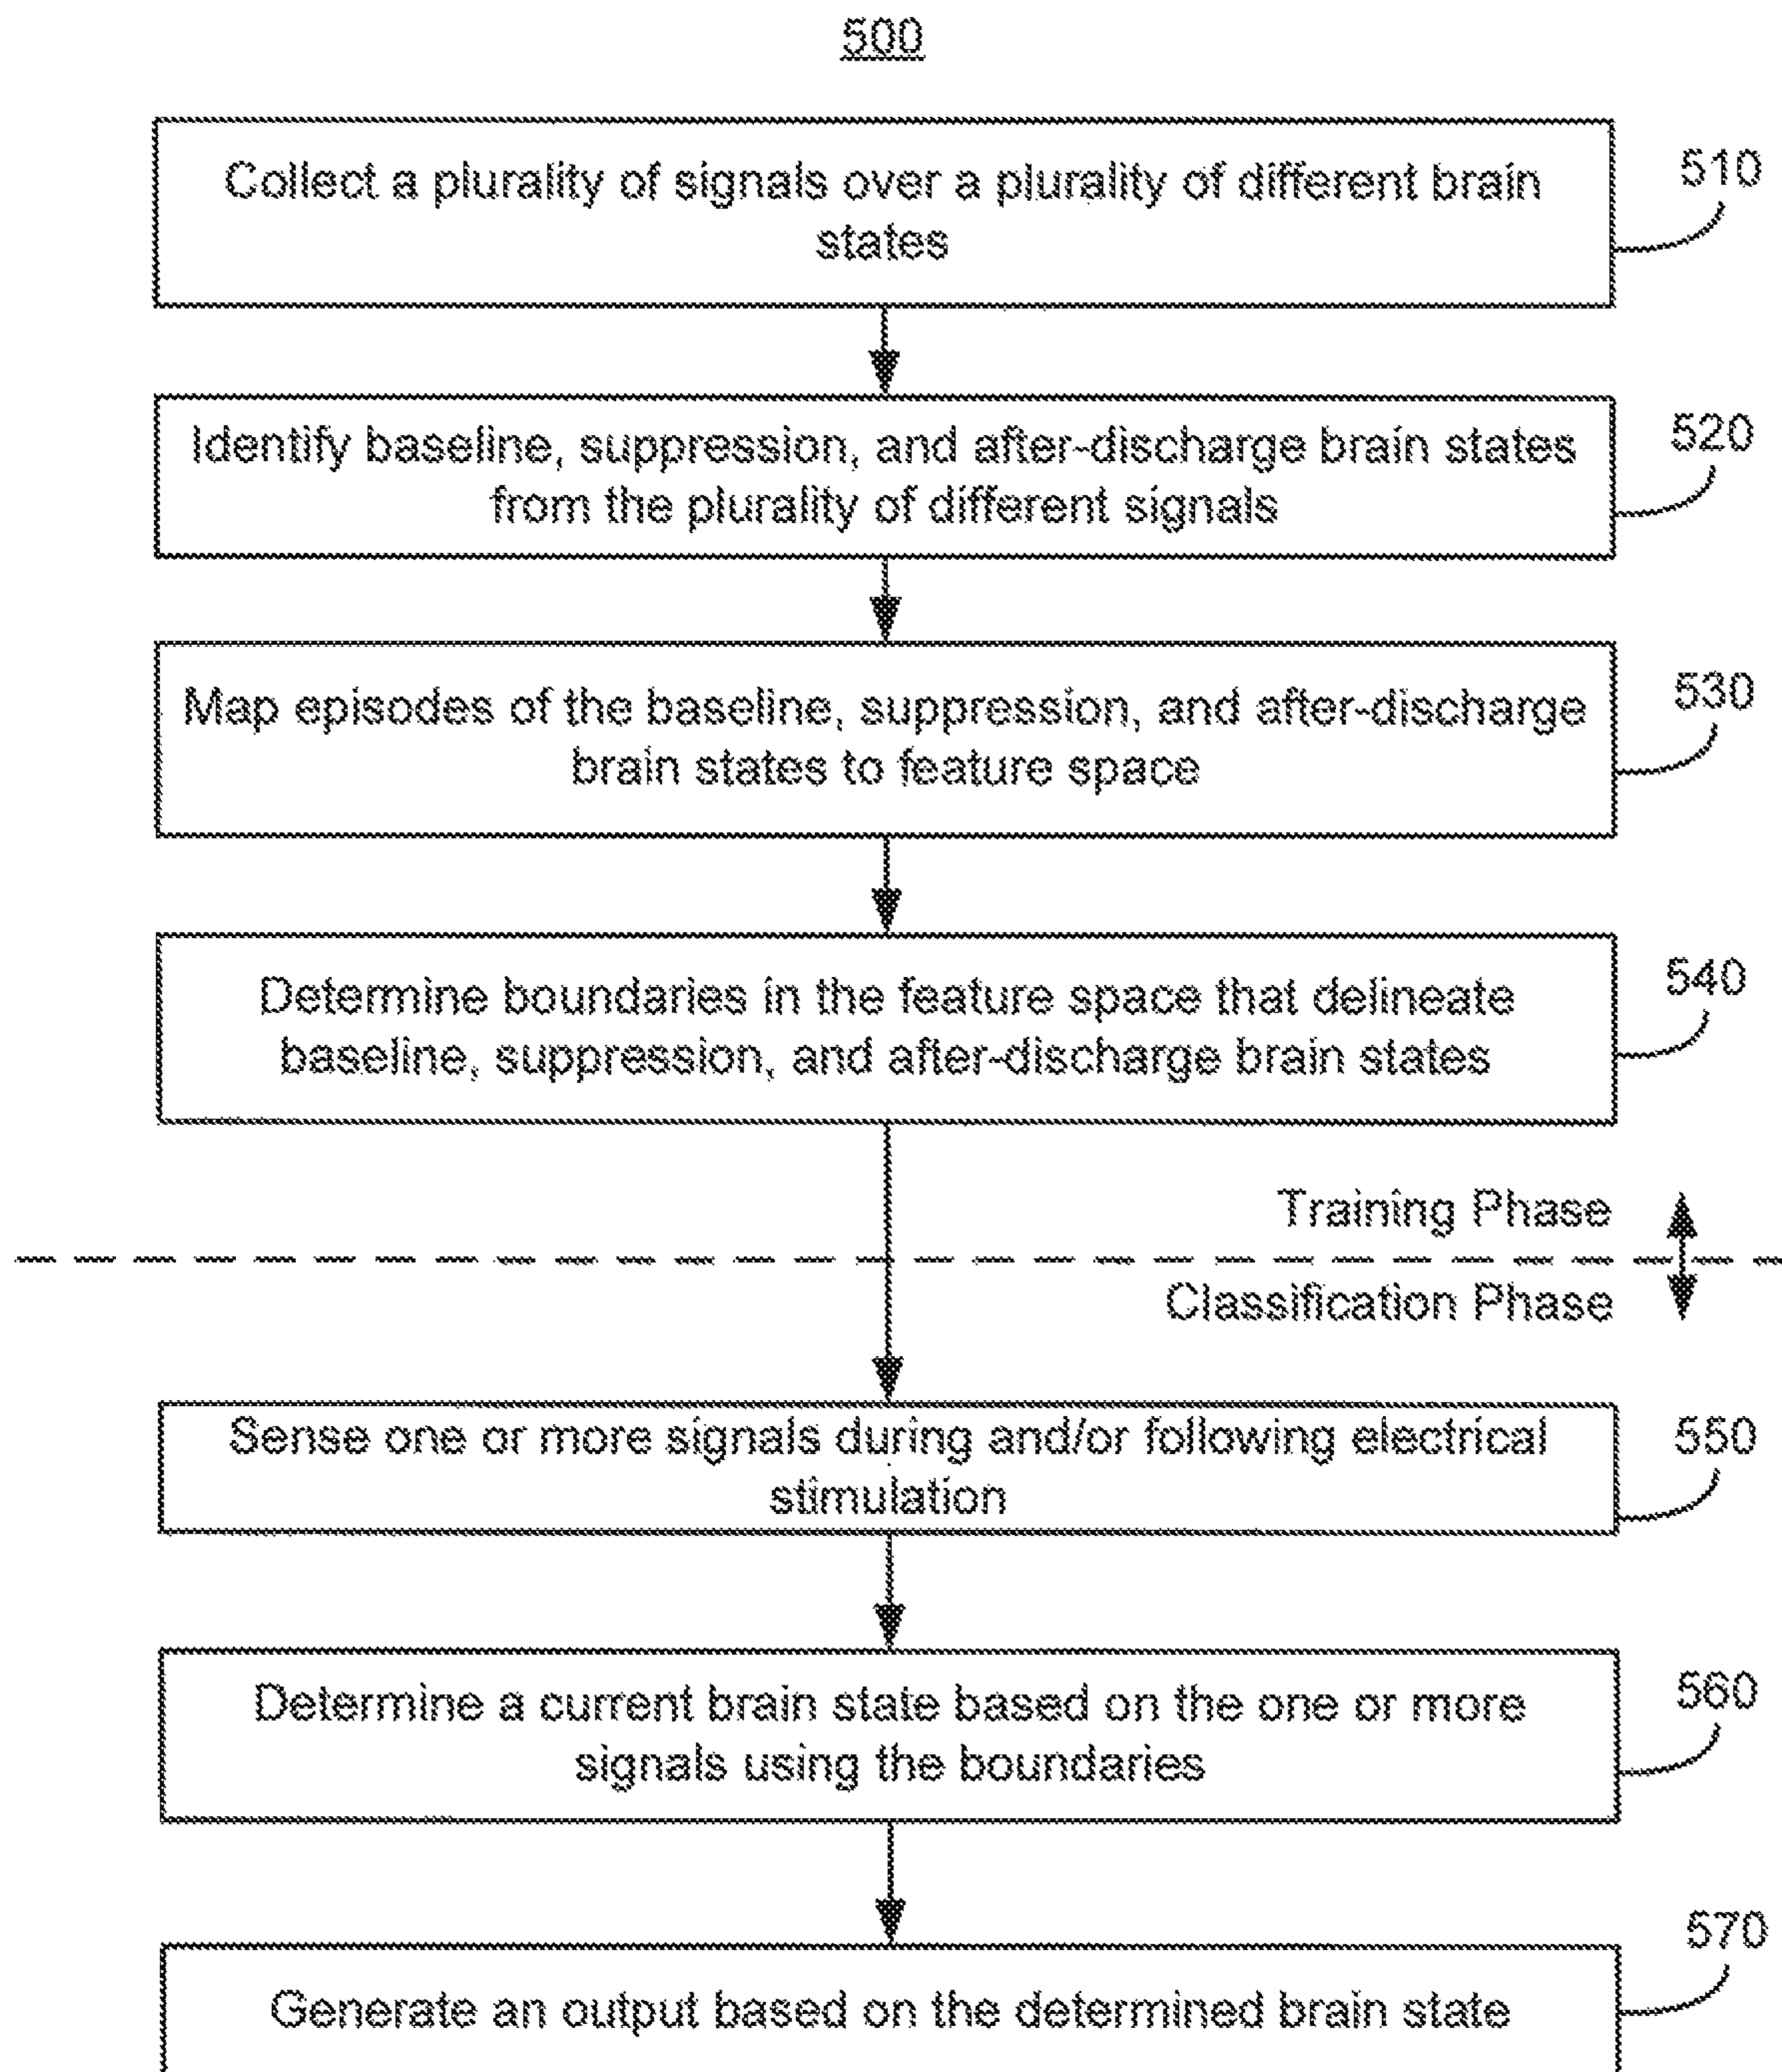 500
Collect a plurality of signals over a plurality of different brain
states
510
Identify baseline, suppression, and after-discharge brain states
from the plurality of different signals
520
Map episodes of the baseline, suppression, and after-discharge
brain states to feature space
530
Determine boundaries in the feature space that delineate
baseline, suppression, and after-discharge brain states
540
Training Phase
Classification Phase
Sense one or more signals during and/or following electrical
stimulation
550
Determine a current brain state based on the one or more
signals using the boundaries
560
Generate an output based on the determined brain state
570